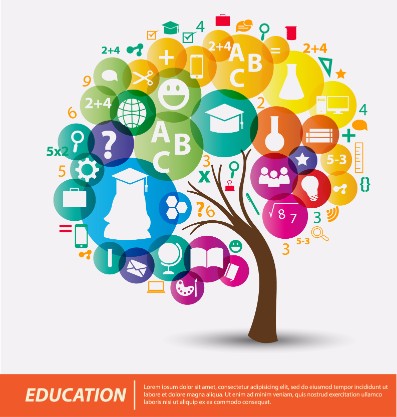 2+4
4
2+4
=
2+4
+
A
B
C
9
2+4
6
4
2
A
B
C
?
5x2
+
5
3
x
5-3
{}
?
6
√87
3
=
3
5-3
EDUCATION
Lorem ipsum dolor sit amet, consectetur adipisicing elit, sed do eiusmod
tempor incididunt ut labore et dolore magna aliqua.
Ut enim ad minim veniam, quis nostrud exercitation ullamco
laboris nisi ut aliquip ex ea commodo consequat.